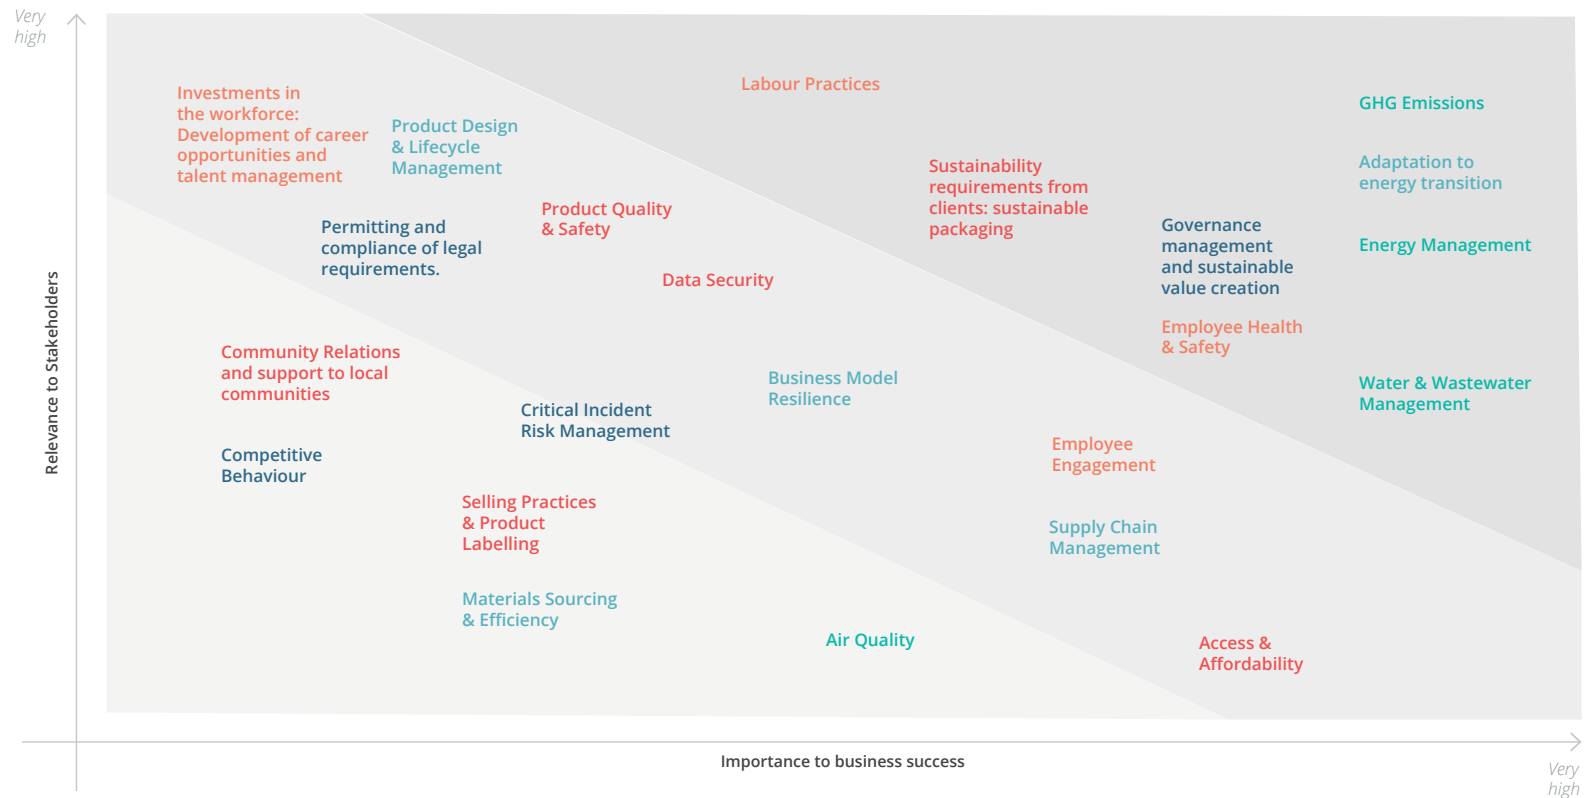 Very
high
Relevance to Stakeholders
Investments in
the workforce:
Development of career
opportunities and
talent management
Product Design
& Lifecycle
Management
Labour Practices
GHG Emissions
Adaptation to
energy transition
Sustainability
requirements from
clients: sustainable
packaging
Product Quality
& Safety
Permitting and
compliance of legal
requirements.
Governance
management
and sustainable
value creation
Energy Management
Data Security
Employee Health
& Safety
Community Relations
and support to local
communities
Business Model
Resilience
Water & Wastewater
Management
Critical Incident
Risk Management
Competitive
Behaviour
Employee
Engagement
Selling Practices
& Product
Labelling
Supply Chain
Management
Materials Sourcing
& Efficiency
Air Quality
Access &
Affordability
Importance to business success
Very
high